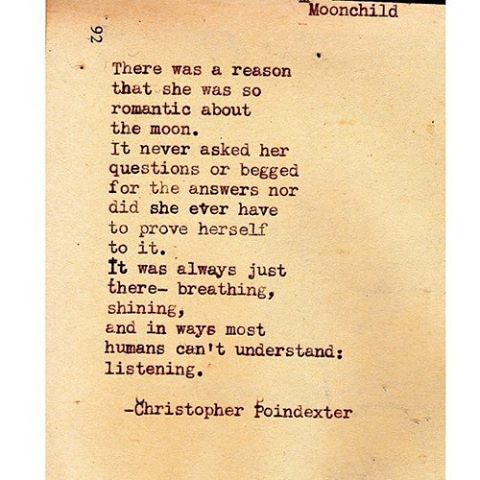 Moonchild
92
There was a reason
that she was so
romantic about
the moon.
It never asked her
questions or begged
for the answers nor
did she ever have
to prove herself
to it.
It was always just
there- breathing,
shining,
and in ways most
humans can't understand:
listening.
-Christopher Poindexter